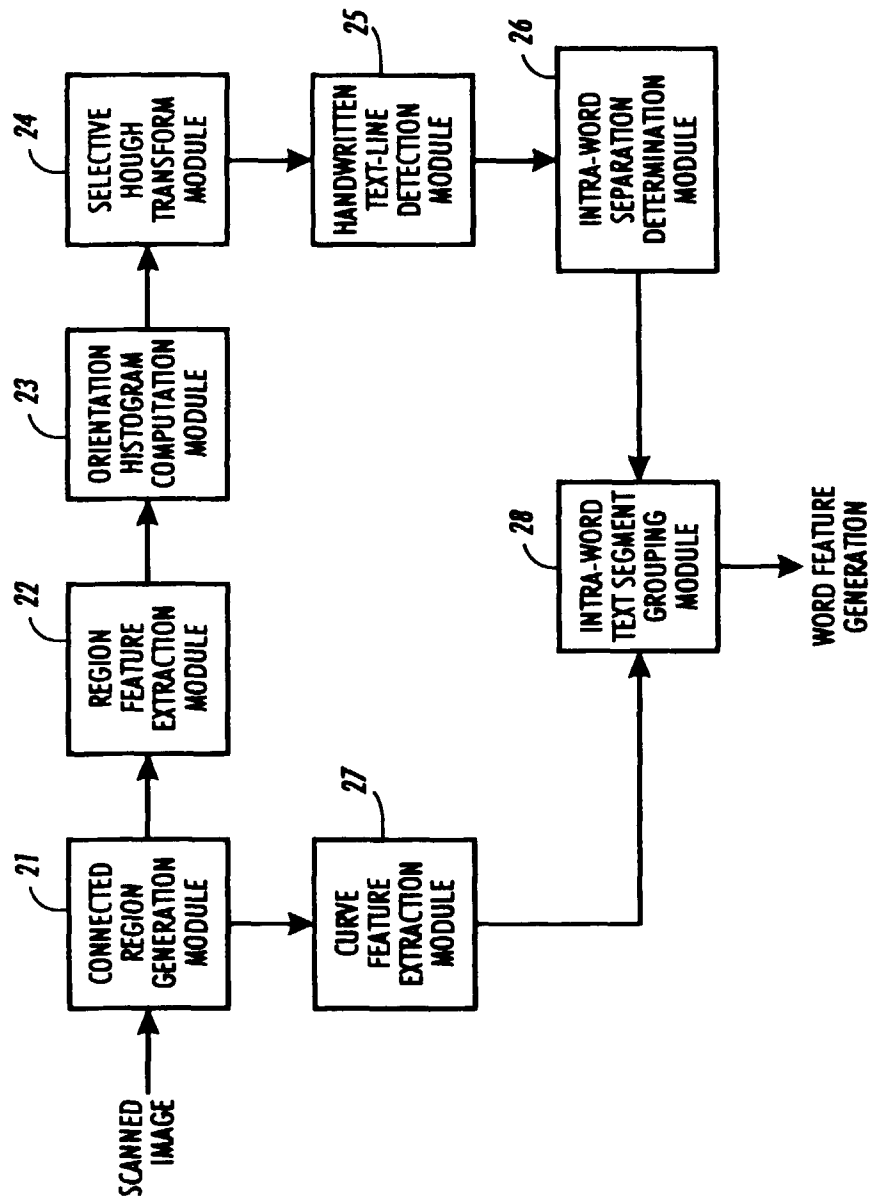 SCANNED
IMAGE
21
CONNECTED
REGION
GENERATION
MODULE
22
REGION
FEATURE
EXTRACTION
MODULE
23
ORIENTATION
HISTOGRAM
COMPUTATION
MODULE
24
SELECTIVE
HOUGH
TRANSFORM
MODULE
25
HANDWRITTEN
TEXT-LINE
DETECTION
MODULE
26
INTRA-WORD
SEPARATION
DETERMINATION
MODULE
27
CURVE
FEATURE
EXTRACTION
MODULE
28
INTRA-WORD
TEXT SEGMENT
GROUPING
MODULE
WORD FEATURE
GENERATION